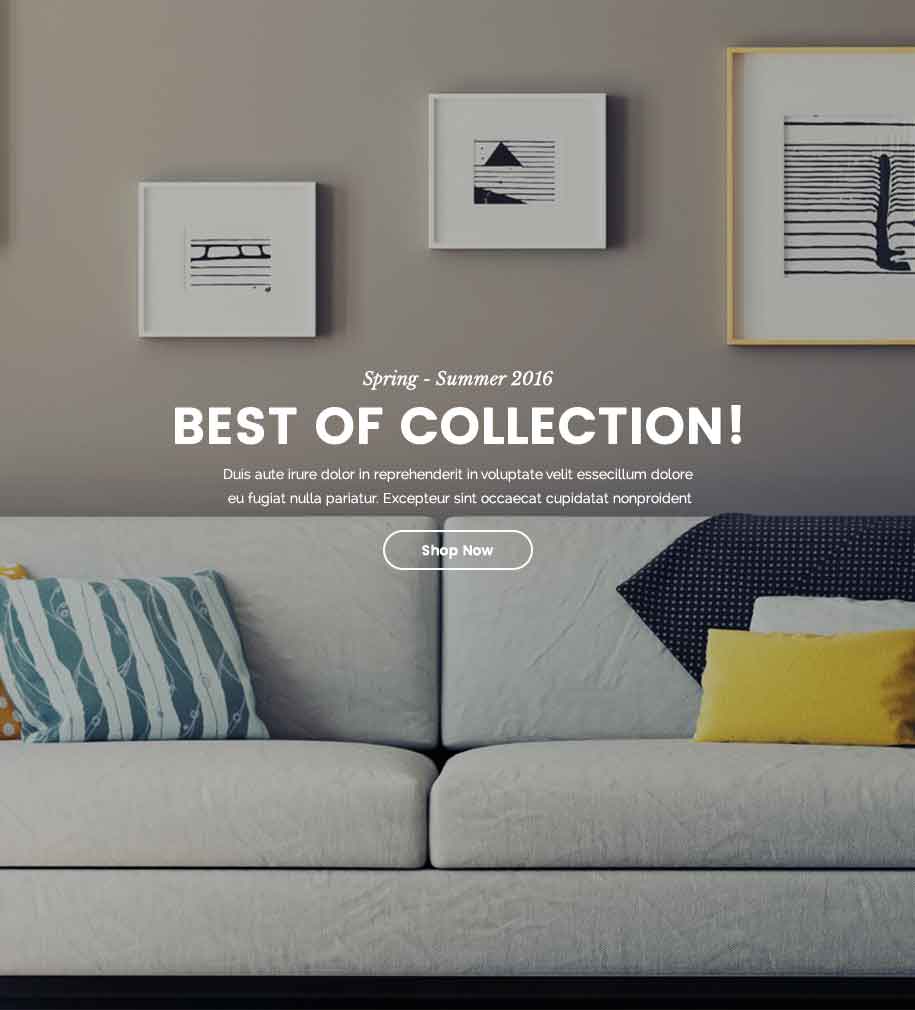 Spring - Summer 2016
BEST OF COLLECTION!
Duis aute irure dolor in reprehenderit in voluptate velit essecillum dolore
eu fugiat nulla pariatur. Excepteur sint occaecat cupidatat nonproident
Shop Now